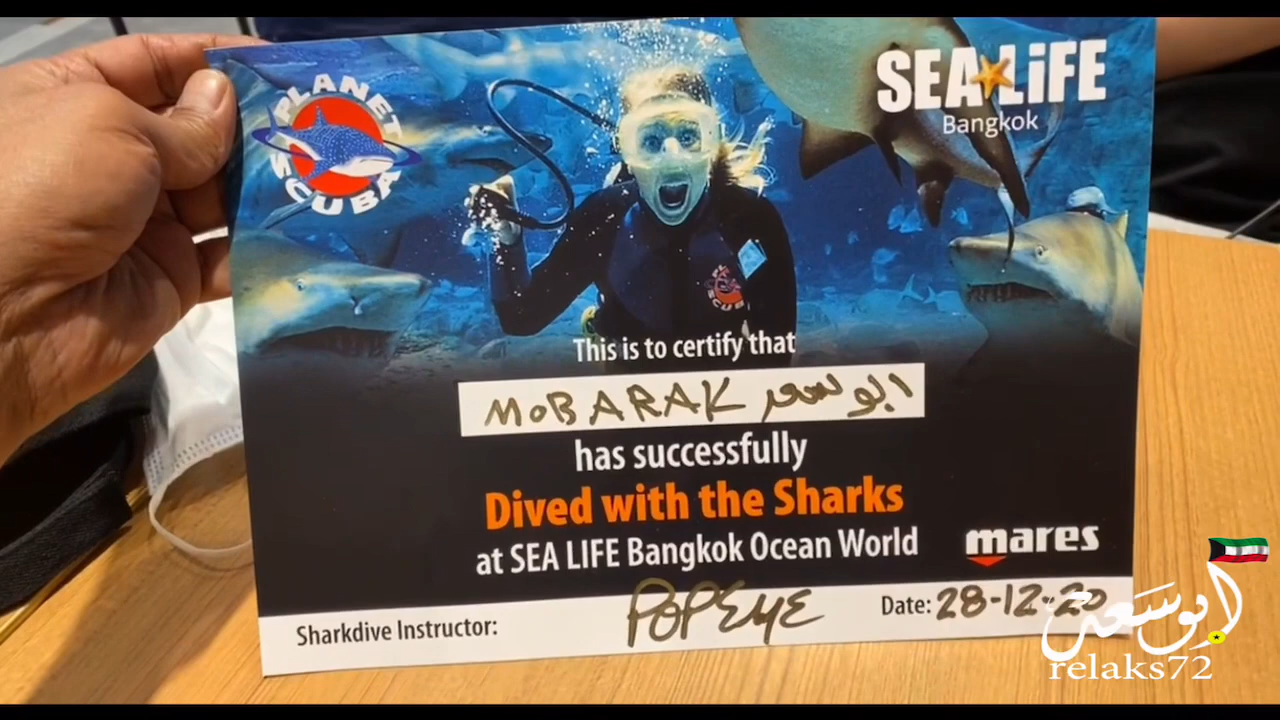 PLANET SCUBA
SEA LiFE
Bangkok
This is to certify that
MOBARAK ابو سعد
has successfully
Dived with the Sharks
at SEA LIFE Bangkok Ocean World
mares
Sharkdive Instructor: POPEYE
Date: 28-12-20
relaks72